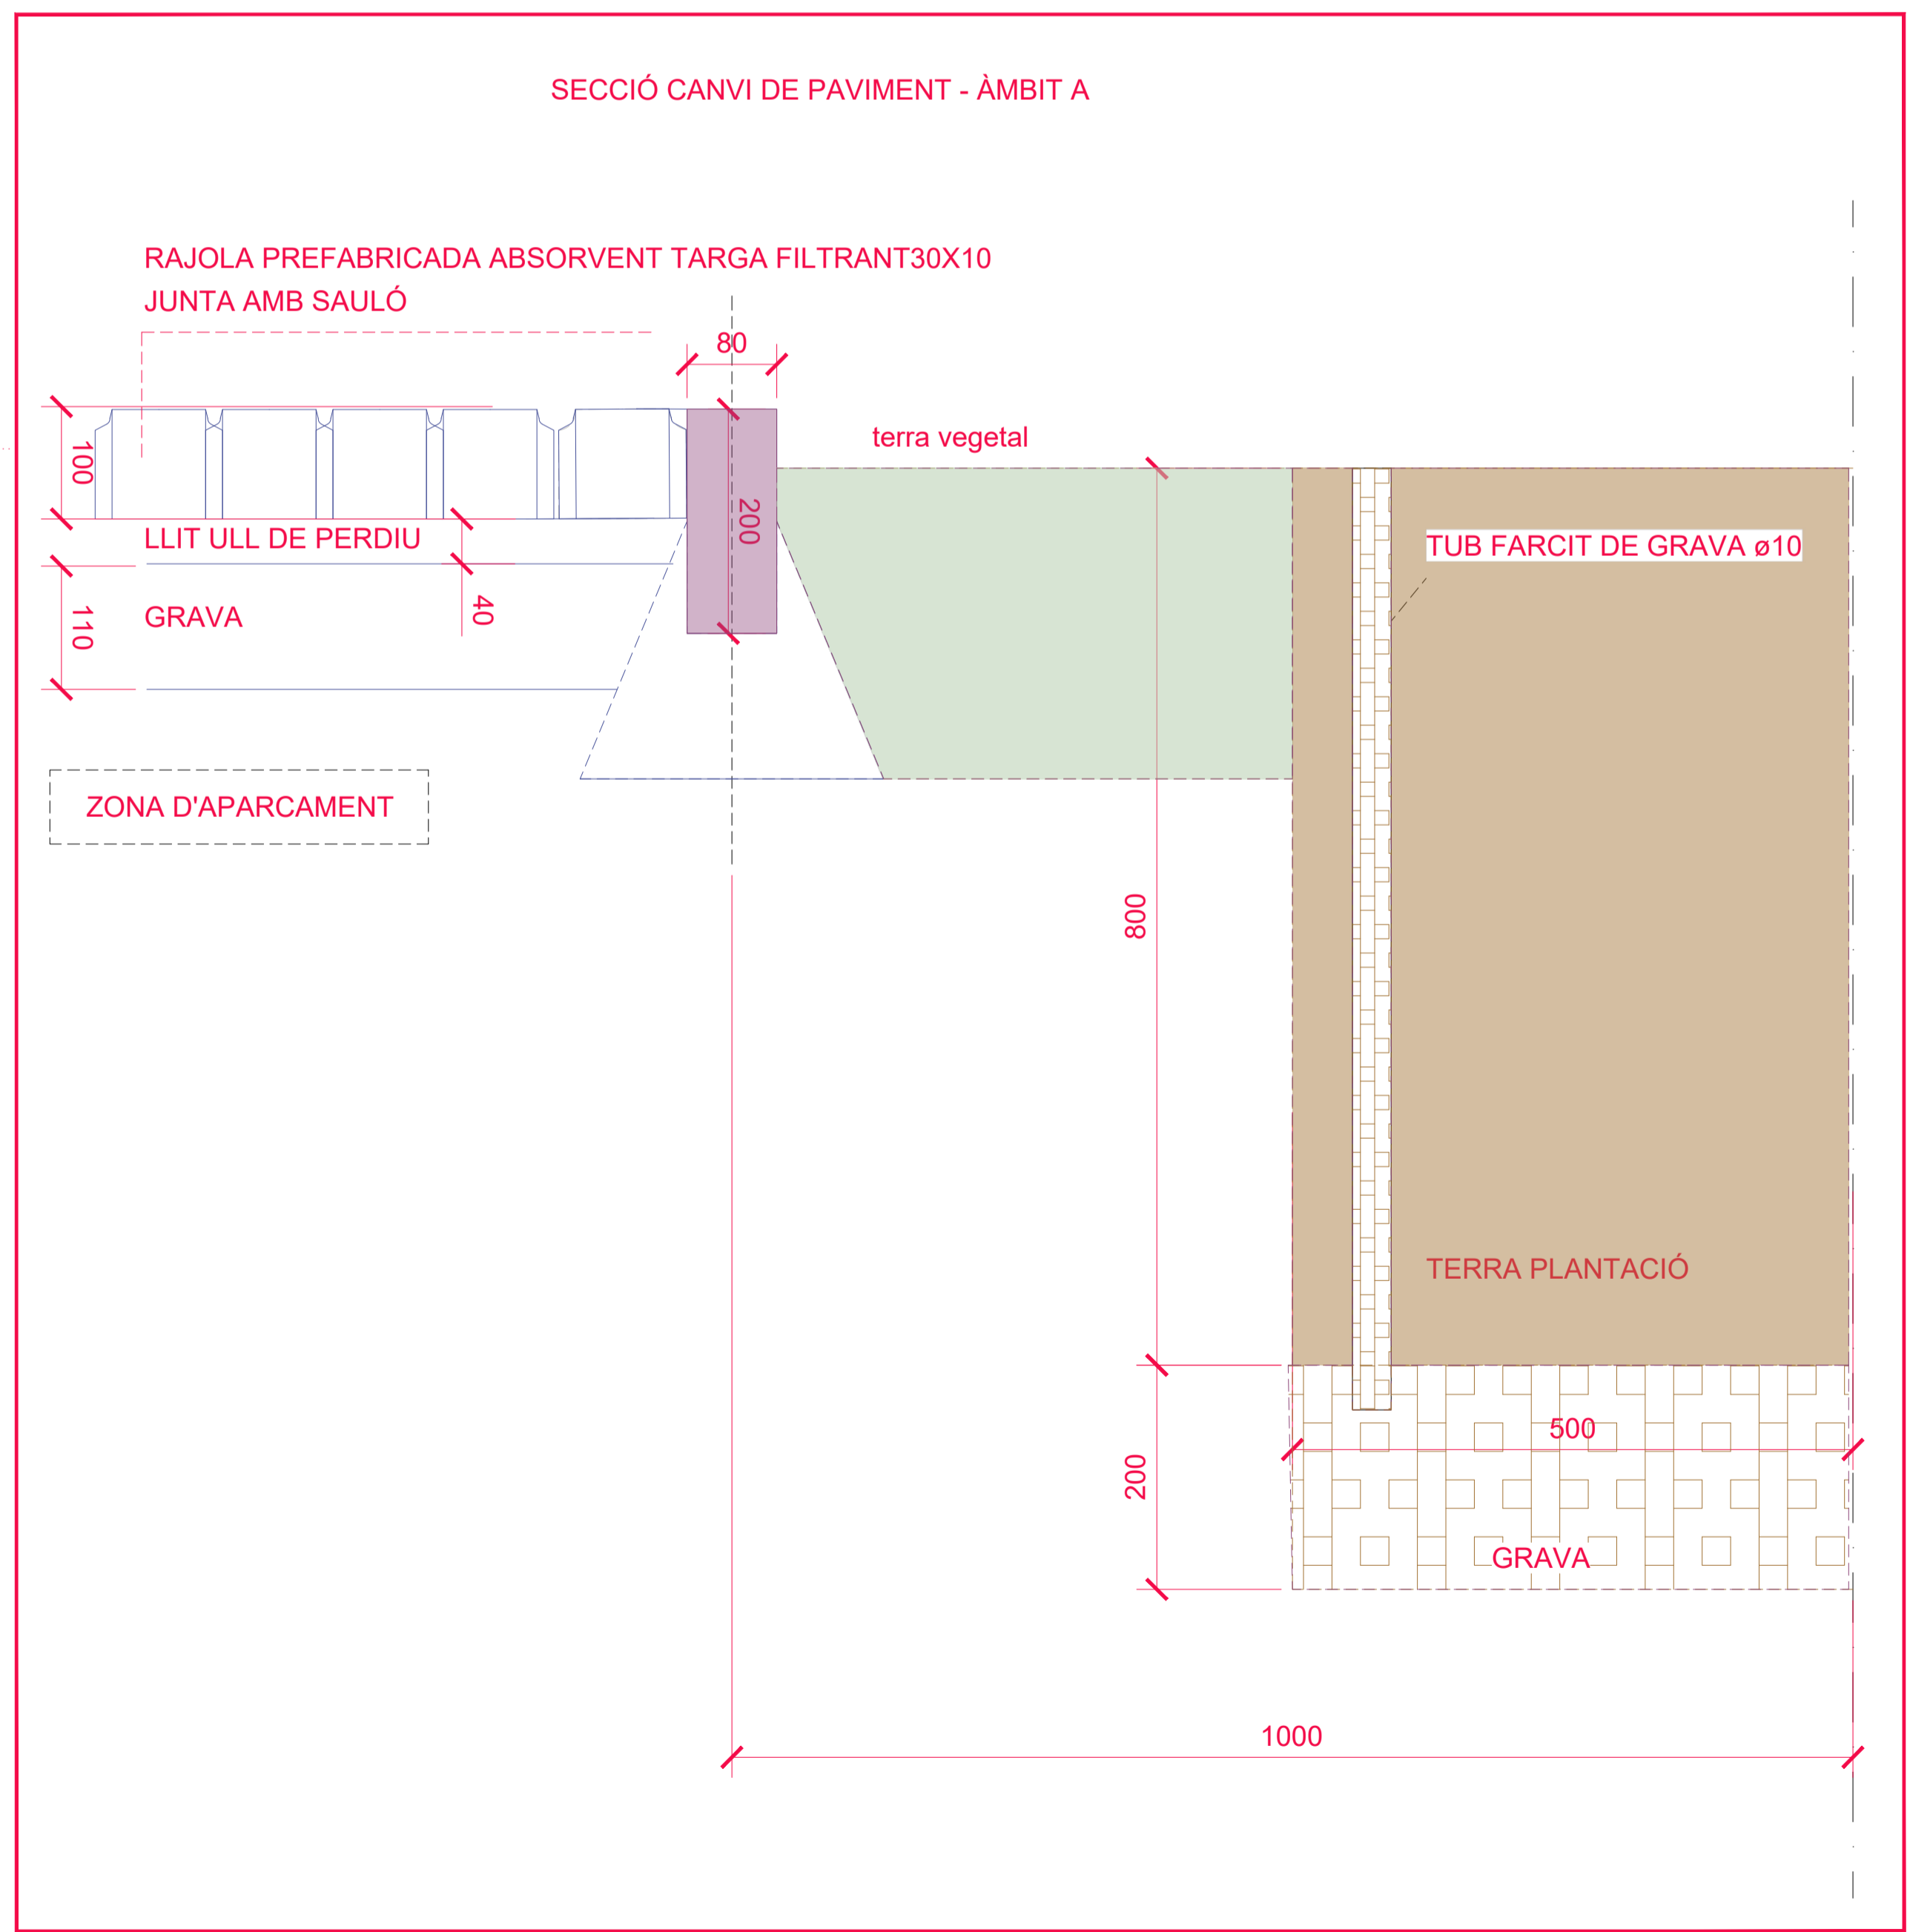 SECCIÓ CANVI DE PAVIMENT - ÀMBIT A
RAJOLA PREFABRICADA ABSORVENT TARGA FILTRANT30X10
JUNTA AMB SAULÓ
80
terra vegetal
100
200
LLIT ULL DE PERDIU
TUB FARCIT DE GRAVA ø10
40
110
GRAVA
ZONA D'APARCAMENT
800
TERRA PLANTACIÓ
500
200
GRAVA
1000